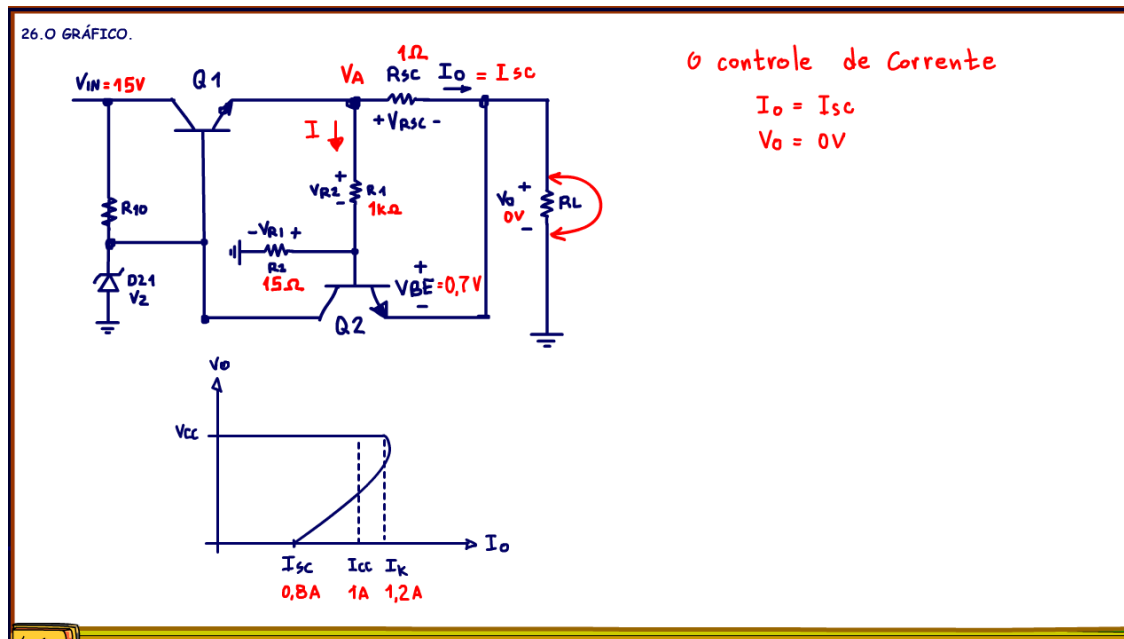 26.O GRÁFICO.
O controle de Corrente
Io = Isc
Vo = 0V
VIN = 15V
Q1
VA
1Ω
RSC
Io = Isc
+ VRSC -
I
VR2 + -
R1
1KΩ
R10
- VR1 +
R2
15Ω
DZ1
VZ
+
VBE = 0,7V
-
Q2
Vo + -
0V
RL
Vo
Vcc
Io
Isc Icc IK
0,8A 1A 1,2A